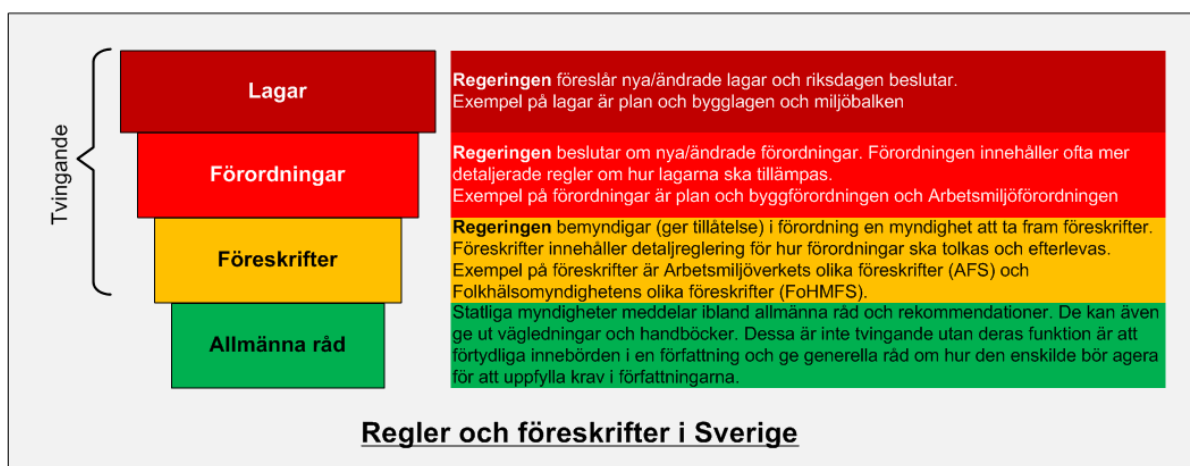 Tvingande
Lagar
Regeringen föreslår nya/ändrade lagar och riksdagen beslutar.
Exempel på lagar är plan och bygglagen och miljöbalken
Förordningar
Regeringen beslutar om nya/ändrade förordningar. Förordningen innehåller ofta mer
detaljerade regler om hur lagarna ska tillämpas.
Exempel på förordningar är plan och byggförordningen och Arbetsmiljöförordningen
Föreskrifter
Regeringen bemyndigar (ger tillåtelse) i förordning en myndighet att ta fram föreskrifter.
Föreskrifter innehåller detaljreglering för hur förordningar ska tolkas och efterlevas.
Exempel på föreskrifter är Arbetsmiljöverkets olika föreskrifter (AFS) och
Folkhälsomyndighetens olika föreskrifter (FoHMFS).
Allmänna råd
Statliga myndigheter meddelar ibland allmänna råd och rekommendationer. De kan även
ge ut vägledningar och handböcker. Dessa är inte tvingande utan deras funktion är att
förtydliga innebörden i en författning och ge generella råd om hur den enskilde bör agera
för att uppfylla krav i författningarna.
Regler och föreskrifter i Sverige